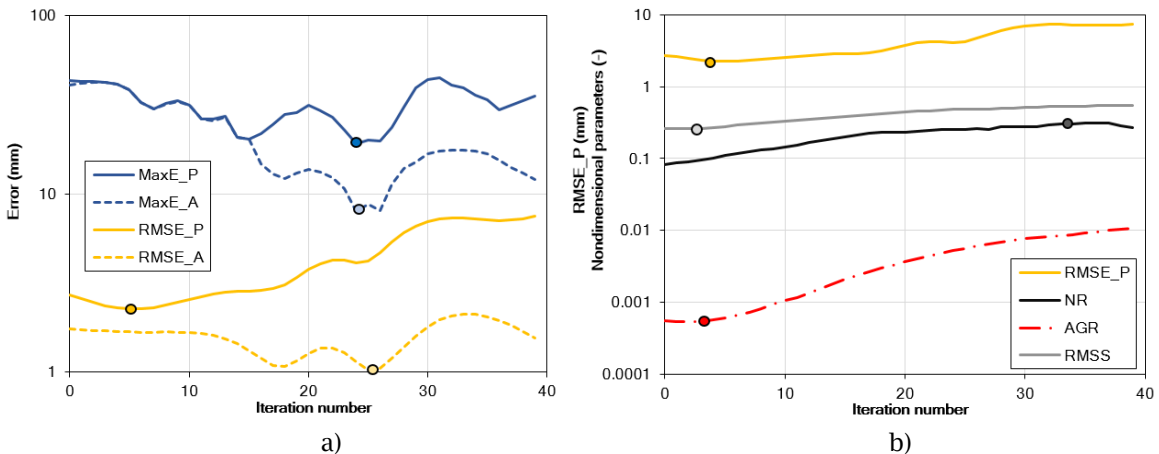 100
10
1
Error (mm)
MaxE_P
MaxE_A
RMSE_P
RMSE_A
0 10 20 30 40
Iteration number
a)
10
1
0.1
0.01
0.001
0.0001
RMSE_P (mm)
Nondimensional parameters (-)
RMSE_P
NR
AGR
RMSS
0 10 20 30 40
Iteration number
b)